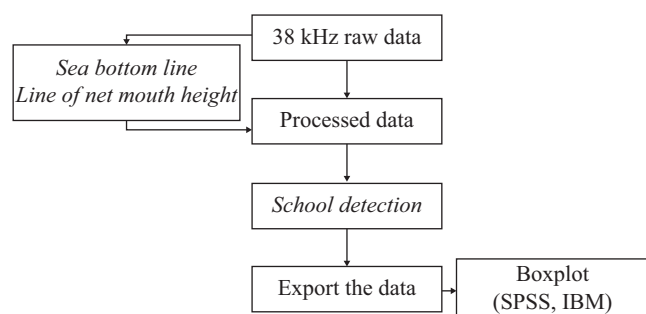 38 kHz raw data
Sea bottom line
Line of net mouth height
Processed data
School detection
Export the data
Boxplot
(SPSS, IBM)